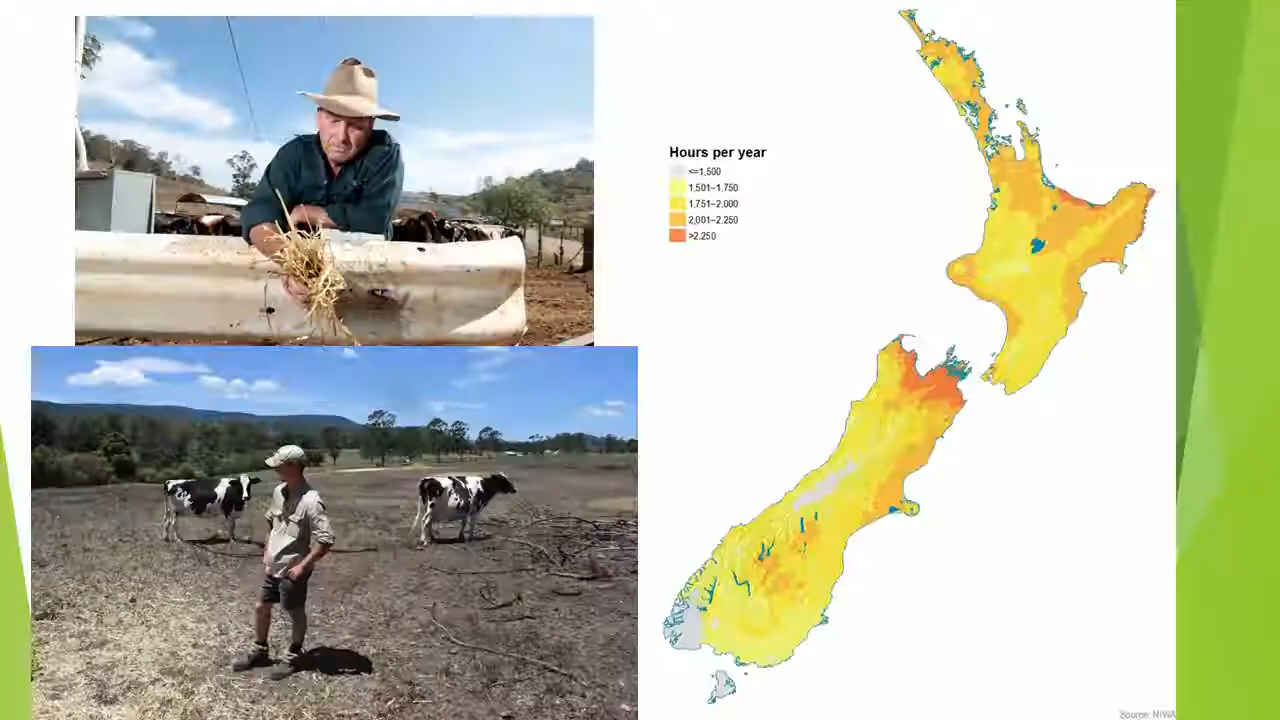 Hours per year
<=1,500
1,501–1,750
1,751–2,000
2,001–2,250
>2,250
Source: NIWA